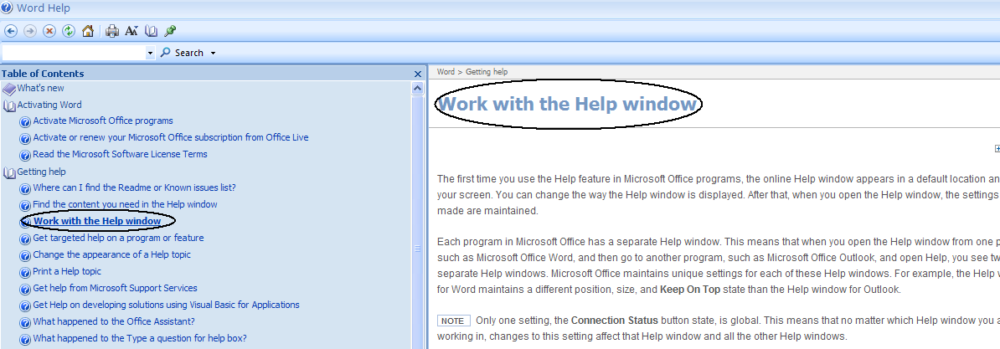 Word Help
Search
Table of Contents
What's new
Activating Word
Activate Microsoft Office programs
Activate or renew your Microsoft Office subscription from Office Live
Read the Microsoft Software License Terms
Getting help
Where can I find the Readme or Known issues list?
Find the content you need in the Help window
Work with the Help window
Get targeted help on a program or feature
Change the appearance of a Help topic
Print a Help topic
Get help from Microsoft Support Services
Get Help on developing solutions using Visual Basic for Applications
What happened to the Office Assistant?
What happened to the Type a question for help box?
Word > Getting help
Work with the Help window
The first time you use the Help feature in Microsoft Office programs, the online Help window appears in a default location an
your screen. You can change the way the Help window is displayed. After that, when you open the Help window, the settings
made are maintained.
Each program in Microsoft Office has a separate Help window. This means that when you open the Help window from one p
such as Microsoft Office Word, and then go to another program, such as Microsoft Office Outlook, and open Help, you see tw
separate Help windows. Microsoft Office maintains unique settings for each of these Help windows. For example, the Help w
for Word maintains a different position, size, and Keep On Top state than the Help window for Outlook.
NOTE Only one setting, the Connection Status button state, is global. This means that no matter which Help window you a
working in, changes to this setting affect that Help window and all the other Help windows.